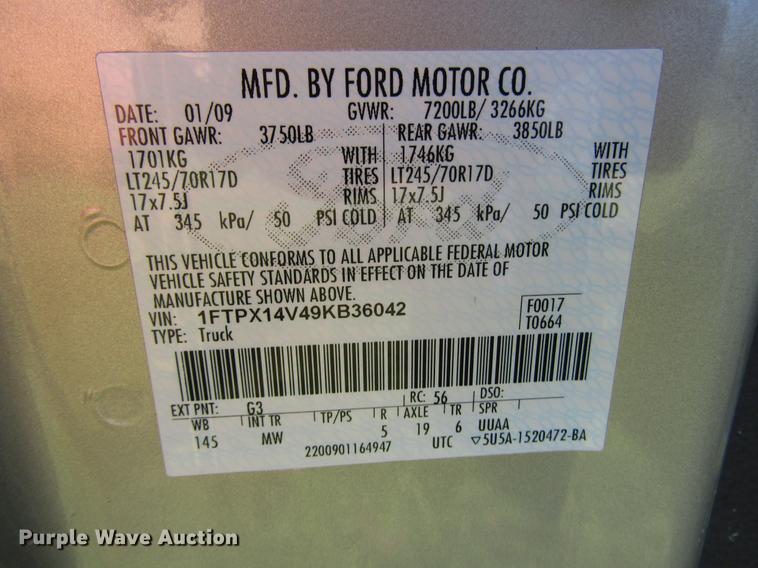 MFD. BY FORD MOTOR CO.
DATE: 01/09 GVWR: 7200LB/ 3266KG
FRONT GAWR: 3750LB REAR GAWR: 3850LB
1701KG WITH 1746KG WITH
LT245/70R17D TIRES LT245/70R17D TIRES
17x7.5J RIMS 17x7.5J RIMS
AT 345 kPa/ 50 PSI COLD AT 345 kPa/ 50 PSI COLD
THIS VEHICLE CONFORMS TO ALL APPLICABLE FEDERAL MOTOR
VEHICLE SAFETY STANDARDS IN EFFECT ON THE DATE OF
MANUFACTURE SHOWN ABOVE.
VIN: 1FTPX14V49KB36042 F0017
TYPE: Truck T0664
EXT PNT: G3 RC: 56 DSO:
WB INT TR TP/PS R AXLE TR SPR
145 MW 5 19 6 UUAA
2200901164947 UTC ▽5U5A-1520472-BA
Purple Wave Auction